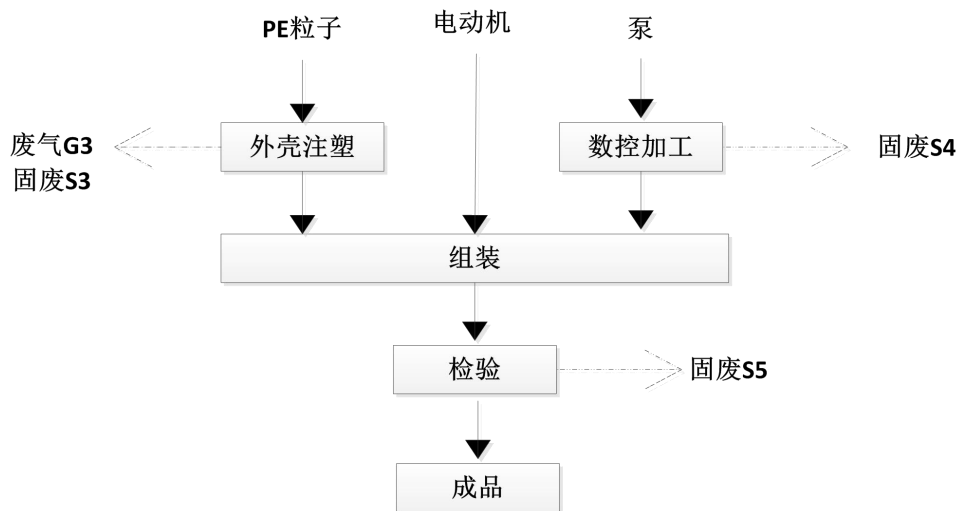 PE粒子
电动机
泵
废气G3
固废S3
外壳注塑
数控加工
固废S4
组装
检验
固废S5
成品